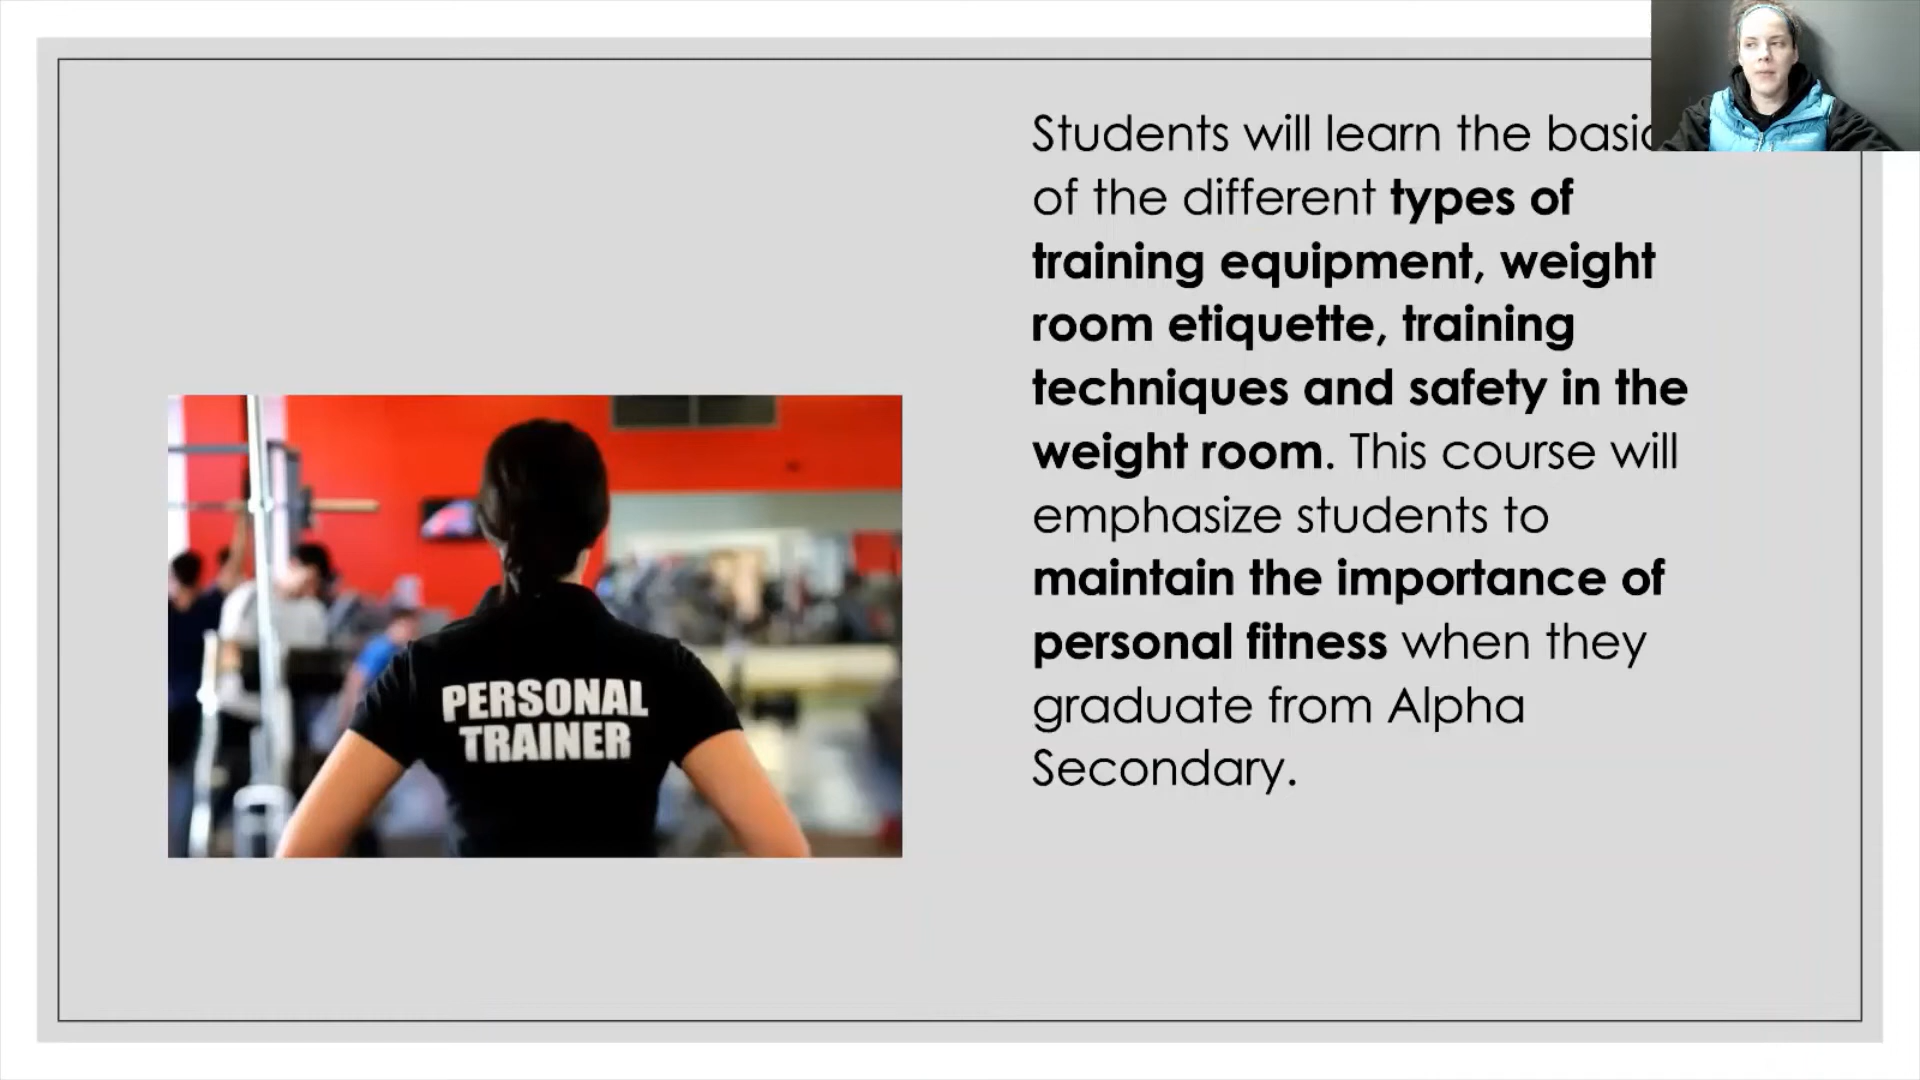 Students will learn the basic
of the different types of
training equipment, weight
room etiquette, training
techniques and safety in the
weight room. This course will
emphasize students to
maintain the importance of
personal fitness when they
graduate from Alpha
Secondary.
PERSONAL
TRAINER